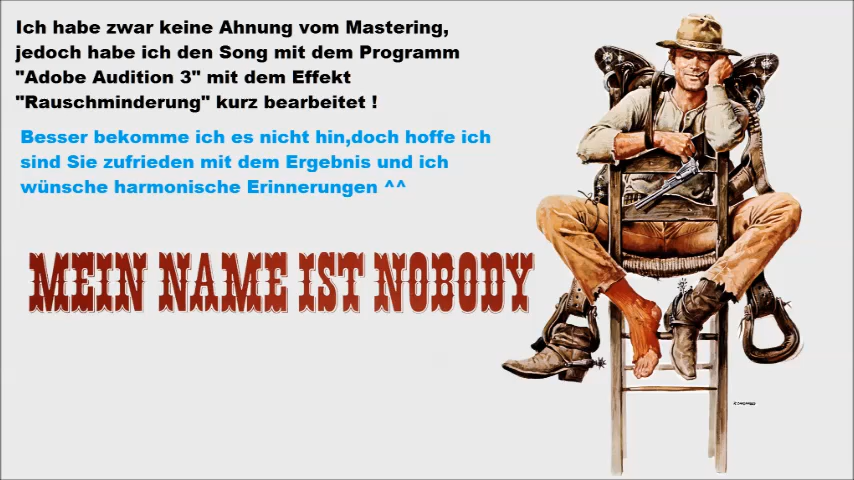 Ich habe zwar keine Ahnung vom Mastering,
jedoch habe ich den Song mit dem Programm
"Adobe Audition 3" mit dem Effekt
"Rauschminderung" kurz bearbeitet !
Besser bekomme ich es nicht hin,doch hoffe ich
sind Sie zufrieden mit dem Ergebnis und ich
wünsche harmonische Erinnerungen ^^
MEIN NAME IST NOBODY